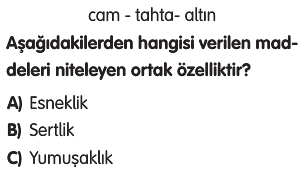 cam - tahta- altın
Aşağıdakilerden hangisi verilen mad-
deleri niteleyen ortak özelliktir?
A) Esneklik
B) Sertlik
C) Yumuşaklık